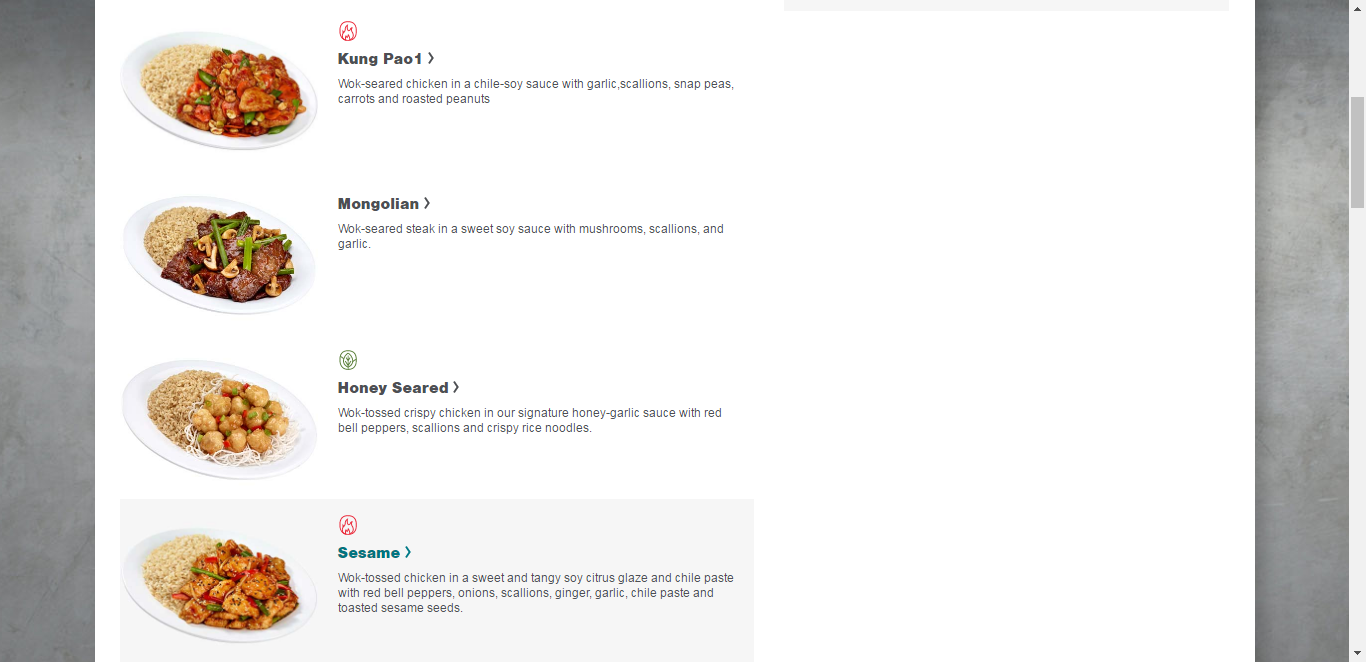 Kung Pao1 >
Wok-seared chicken in a chile-soy sauce with garlic,scallions, snap peas,
carrots and roasted peanuts
Mongolian >
Wok-seared steak in a sweet soy sauce with mushrooms, scallions, and
garlic.
Honey Seared >
Wok-tossed crispy chicken in our signature honey-garlic sauce with red
bell peppers, scallions and crispy rice noodles.
Sesame >
Wok-tossed chicken in a sweet and tangy soy citrus glaze and chile paste
with red bell peppers, onions, scallions, ginger, garlic, chile paste and
toasted sesame seeds.